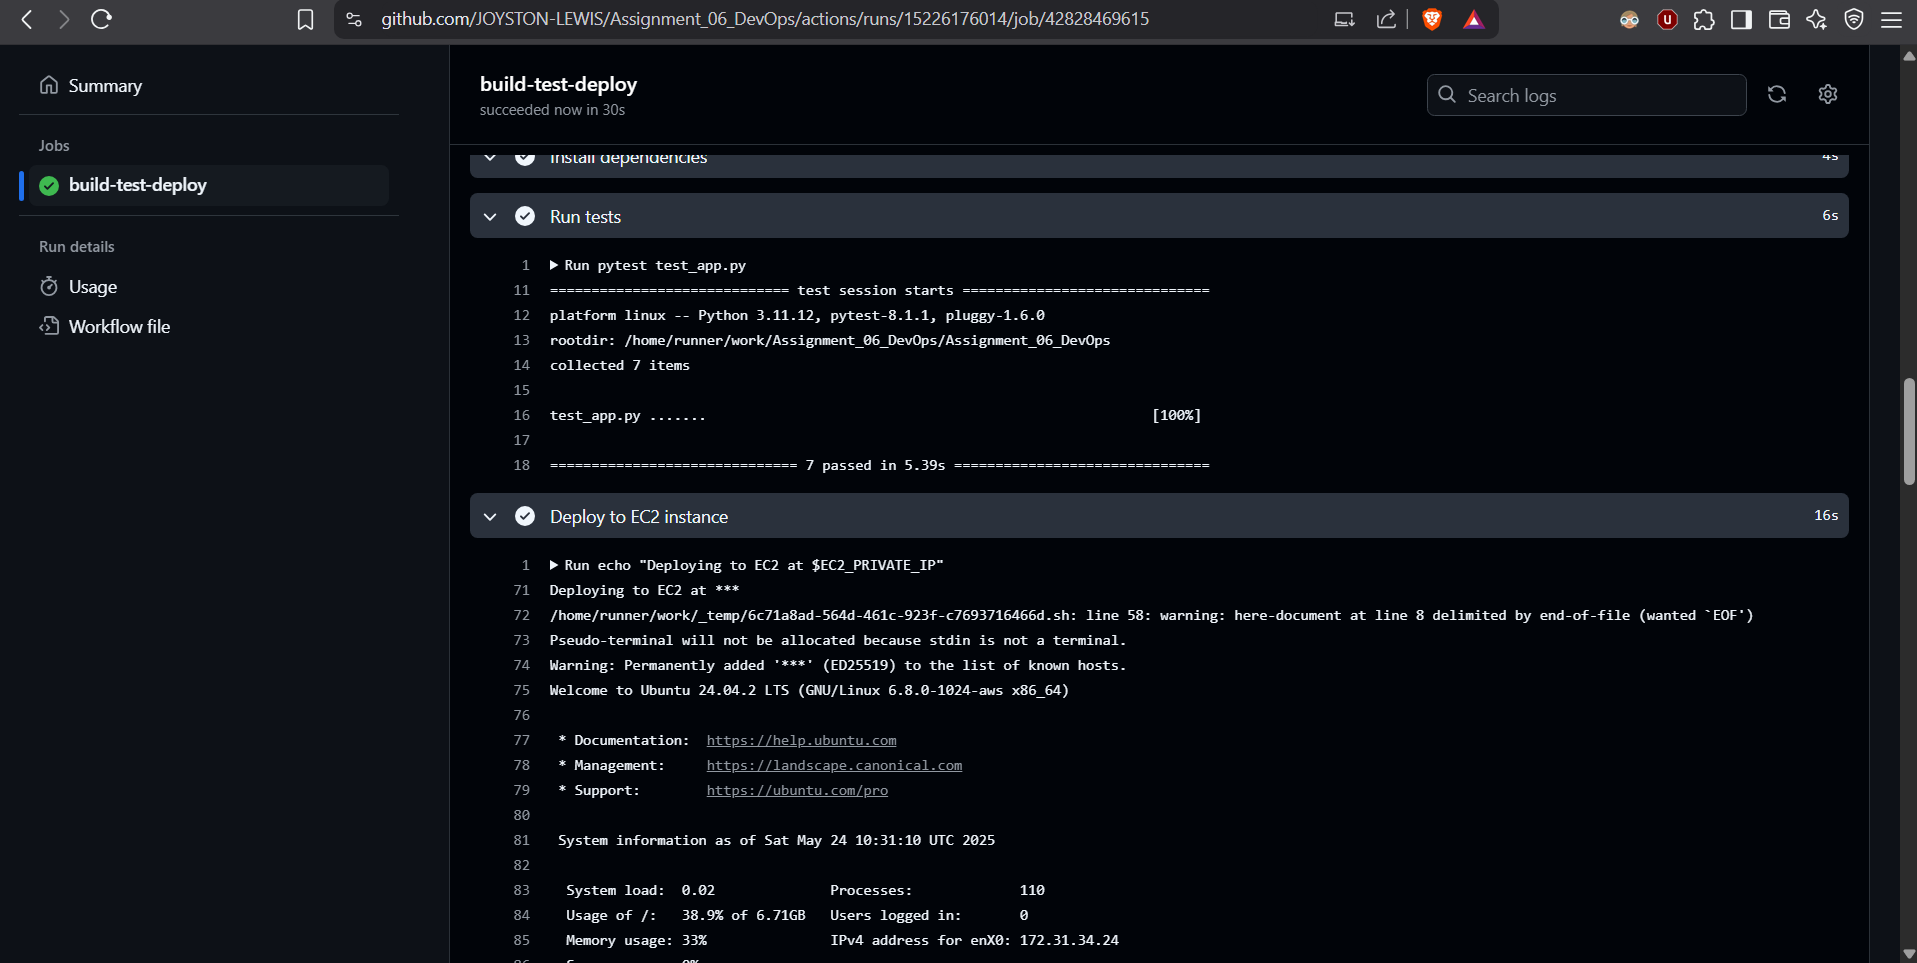 github.com/JOYSTON-LEWIS/Assignment_06_DevOps/actions/runs/15226176014/job/42828469615
Summary
Jobs
build-test-deploy
Run details
Usage
Workflow file
build-test-deploy
succeeded now in 30s
Search logs
Install dependencies 4s
Run tests 6s
1 Run pytest test_app.py
11 ============================= test session starts ==============================
12 platform linux -- Python 3.11.12, pytest-8.1.1, pluggy-1.6.0
13 rootdir: /home/runner/work/Assignment_06_DevOps/Assignment_06_DevOps
14 collected 7 items
15
16 test_app.py ....... [100%]
17
18 ============================== 7 passed in 5.39s ===============================
Deploy to EC2 instance 16s
1 Run echo "Deploying to EC2 at $EC2_PRIVATE_IP"
71 Deploying to EC2 at ***
72 /home/runner/work/_temp/6c71a8ad-564d-461c-923f-c7693716466d.sh: line 58: warning: here-document at line 8 delimited by end-of-file (wanted `EOF')
73 Pseudo-terminal will not be allocated because stdin is not a terminal.
74 Warning: Permanently added '***' (ED25519) to the list of known hosts.
75 Welcome to Ubuntu 24.04.2 LTS (GNU/Linux 6.8.0-1024-aws x86_64)
76
77 * Documentation: https://help.ubuntu.com
78 * Management: https://landscape.canonical.com
79 * Support: https://ubuntu.com/pro
80
81 System information as of Sat May 24 10:31:10 UTC 2025
82
83 System load: 0.02 Processes: 110
84 Usage of /: 38.9% of 6.71GB Users logged in: 0
85 Memory usage: 33% IPv4 address for enX0: 172.31.34.24